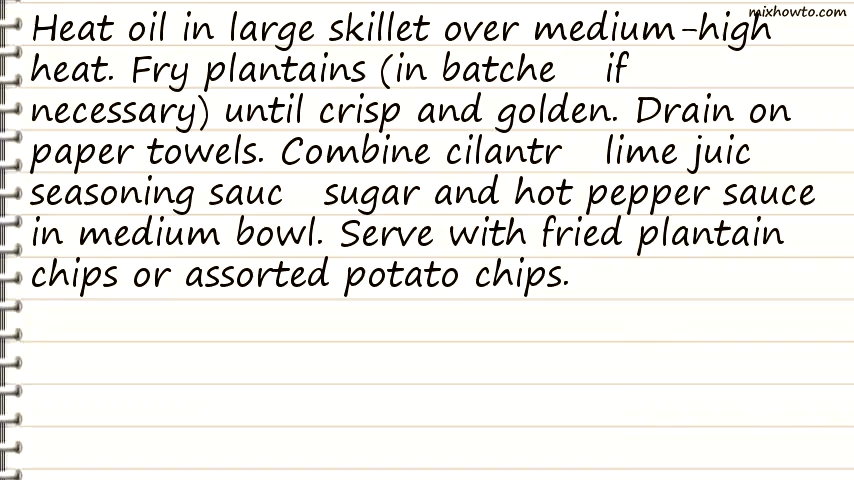 mixhowto.com
Heat oil in large skillet over medium-high
heat. Fry plantains (in batche if
necessary) until crisp and golden. Drain on
paper towels. Combine cilantr lime juic
seasoning sauc sugar and hot pepper sauce
in medium bowl. Serve with fried plantain
chips or assorted potato chips.